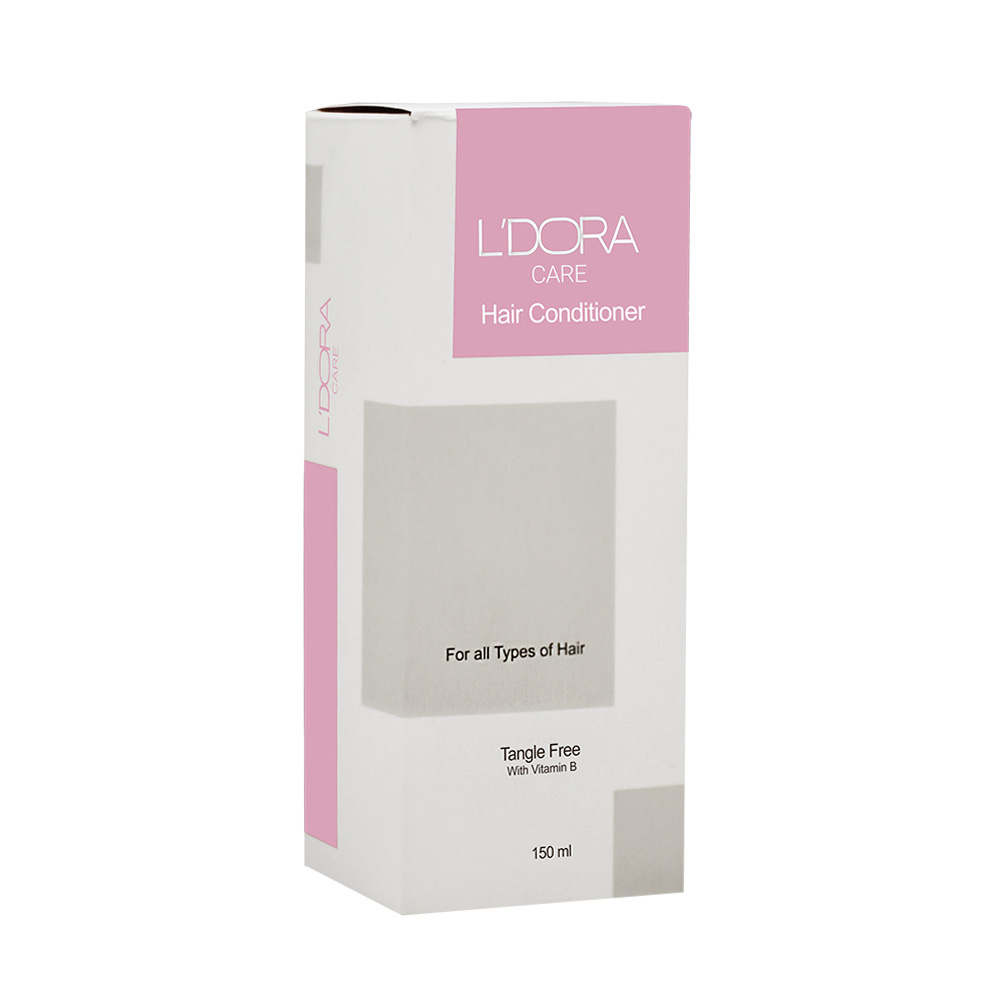 L'DORA
CARE
Hair Conditioner
L'DORA
CARE
For all Types of Hair
Tangle Free
With Vitamin B
150 ml